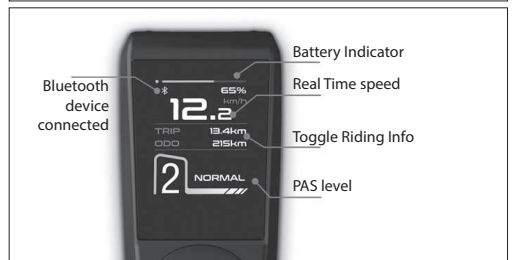 Battery Indicator
Real Time speed
Bluetooth
device
connected
65%
km/h
12.2
TRIP 13.4km
ODO 215km
Toggle Riding Info
2 NORMAL
PAS level